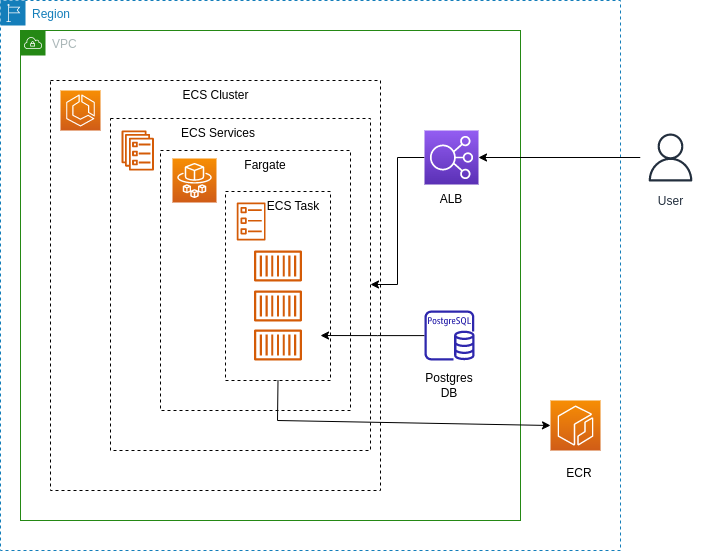 Region
VPC
ECS Cluster
ECS Services
Fargate
ECS Task
ALB
User
PostgreSQL
Postgres
DB
ECR